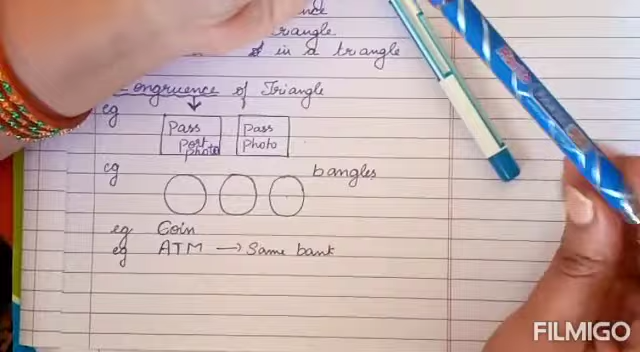 triangle
in a triangle
Congruence of Triangle
eg
Pass Port Photo
Pass Photo
eg
bangles
eg Coin
eg ATM → Same bank
FILMIGO